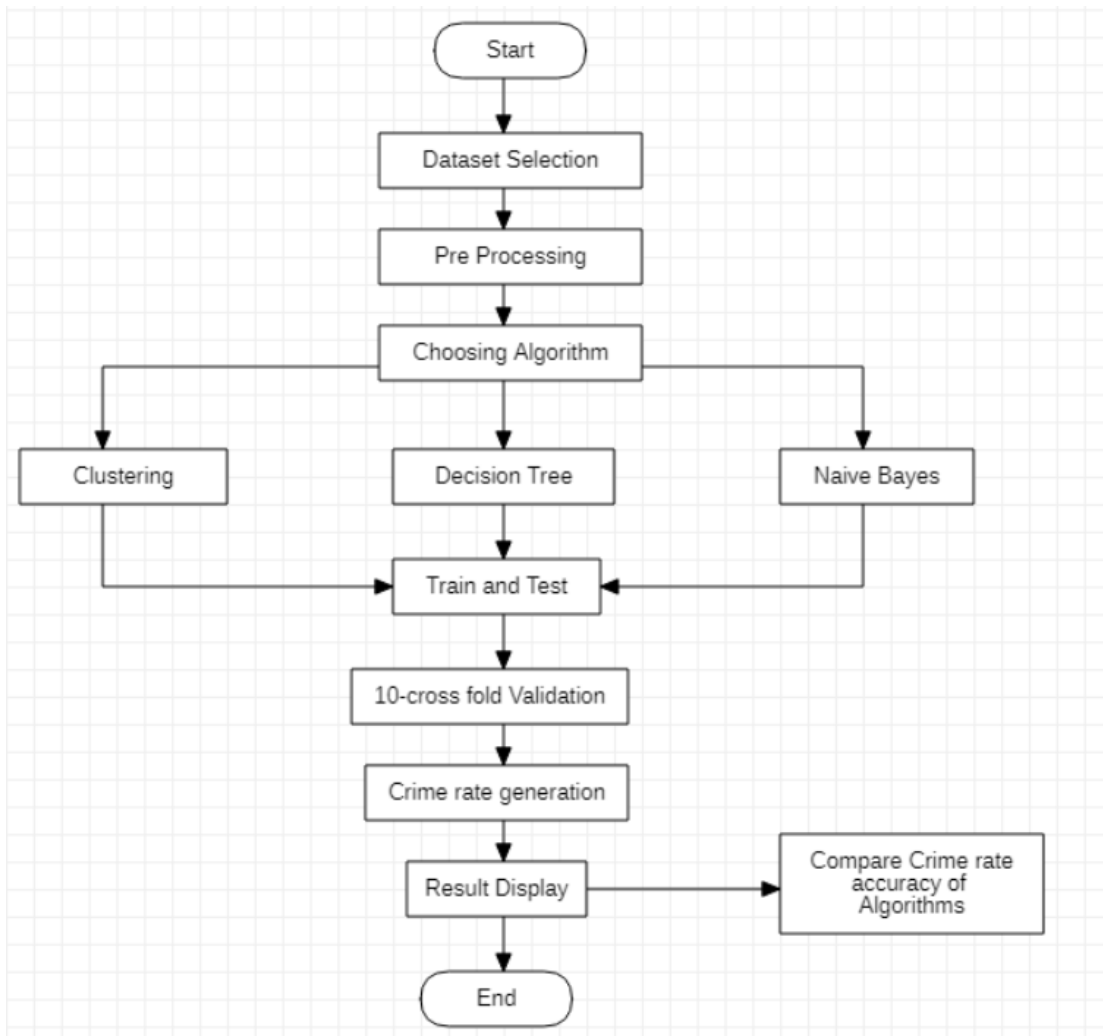 Start
Dataset Selection
Pre Processing
Choosing Algorithm
Clustering
Decision Tree
Naive Bayes
Train and Test
10-cross fold Validation
Crime rate generation
Result Display
Compare Crime rate
accuracy of
Algorithms
End